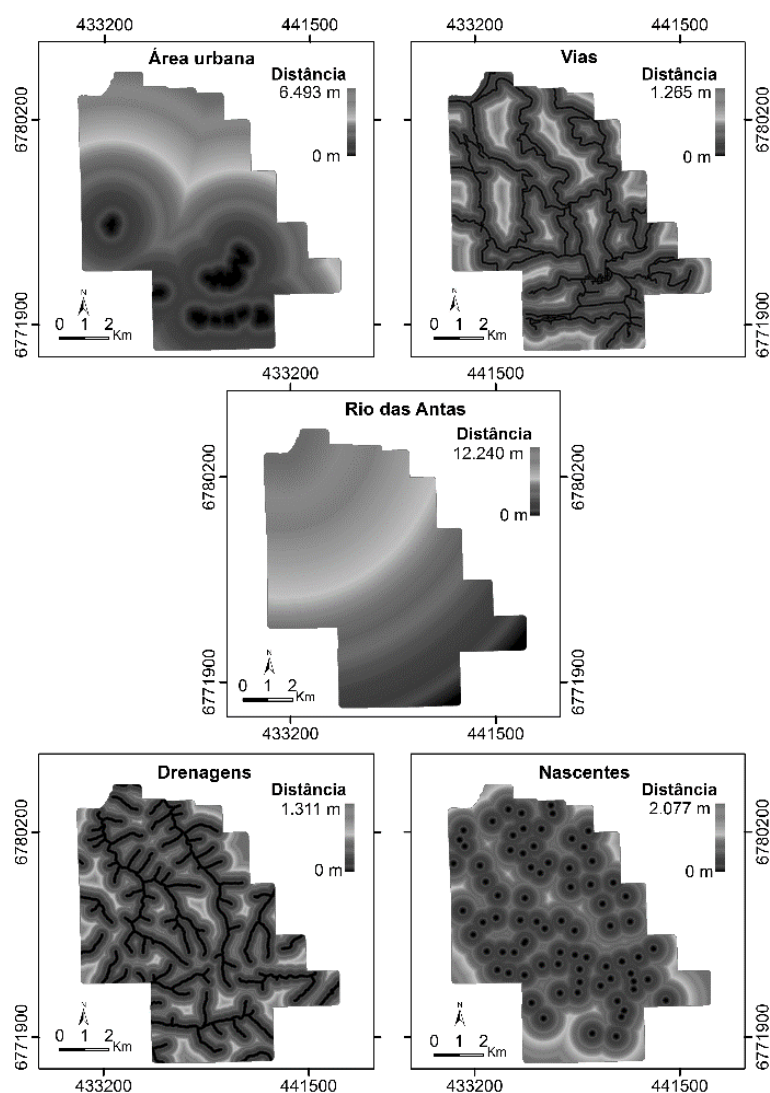 433200 441500 433200 441500
Área urbana
Distância
6.493 m
0 m
6780200
6771900
N
0 1 2
Km
Vias
Distância
1.265 m
0 m
6780200
6771900
N
0 1 2
Km
433200 441500
Rio das Antas
Distância
12.240 m
0 m
6780200
6780200
6771900
6771900
N
0 1 2
Km
433200 441500
Drenagens
Distância
1.311 m
0 m
6780200
6771900
N
0 1 2
Km
433200 441500
Nascentes
Distância
2.077 m
0 m
6780200
6771900
N
0 1 2
Km
433200 441500